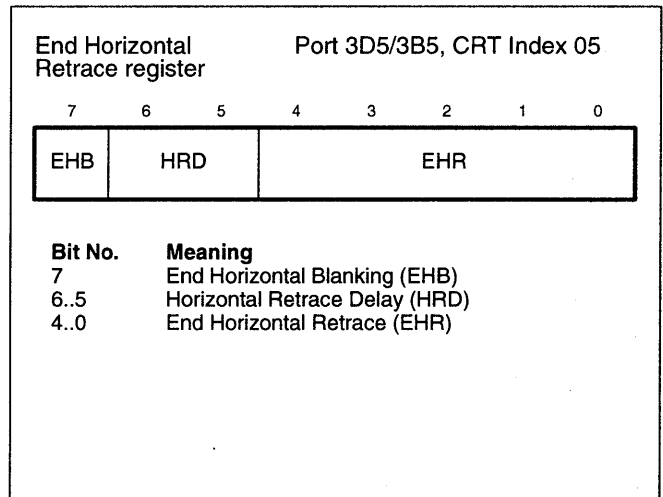 End Horizontal Port 3D5/3B5, CRT Index 05
Retrace register
7 6 5 4 3 2 1 0
EHB HRD EHR
Bit No. Meaning
7 End Horizontal Blanking (EHB)
6..5 Horizontal Retrace Delay (HRD)
4..0 End Horizontal Retrace (EHR)